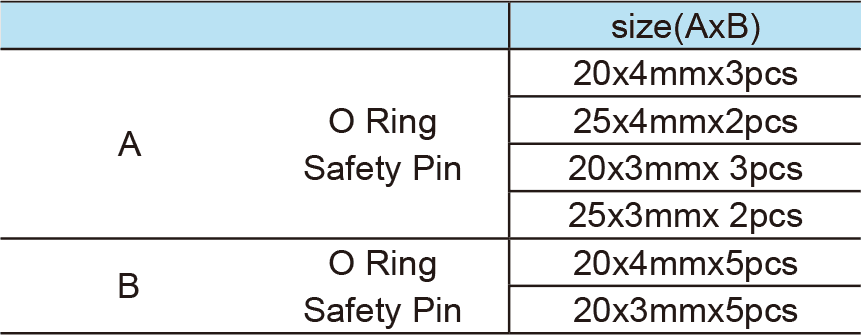 size(AxB)
A
O Ring
Safety Pin
20x4mmx3pcs
25x4mmx2pcs
20x3mmx 3pcs
25x3mmx 2pcs
B
O Ring
Safety Pin
20x4mmx5pcs
20x3mmx5pcs